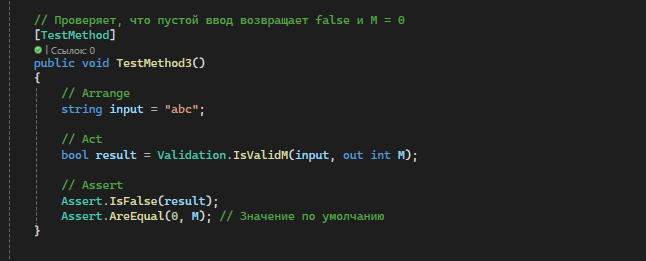 // Проверяет, что пустой ввод возвращает false и M = 0
[TestMethod]
| Ссылок: 0
public void TestMethod3()
{
// Arrange
string input = "abc";
// Act
bool result = Validation.IsValidM(input, out int M);
// Assert
Assert.IsFalse(result);
Assert.AreEqual(0, M); // Значение по умолчанию
}